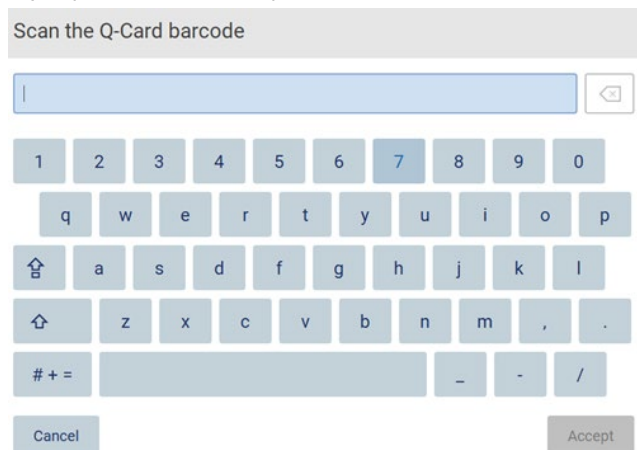 Scan the Q-Card barcode
1 2 3 4 5 6 7 8 9 0
q w e r t y u i o p
a s d f g h j k l
z x c v b n m , .
# + = _ - /
Cancel Accept